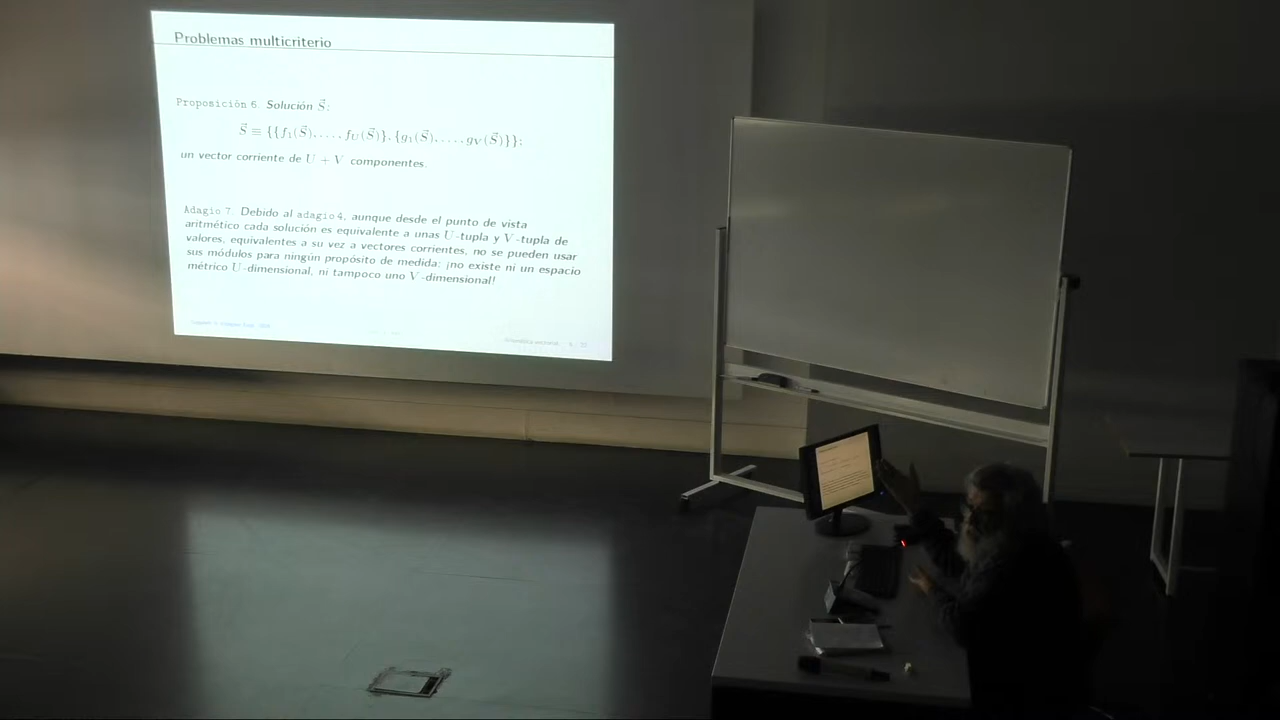 Problemas multicriterio
Proposición 6. Solución $\vec{S}$:
$\vec{S} \equiv \{\{f_1(\vec{S}), \ldots, f_U(\vec{S})\}, \{g_1(\vec{S}), \ldots, g_V(\vec{S})\}\};$
un vector corriente de U + V componentes.
Adagio 7. Debido al adagio 4, aunque desde el punto de vista
aritmético cada solución es equivalente a unas U-tupla y V-tupla de
valores, equivalentes a su vez a vectores corrientes, no se pueden usar
sus módulos para ningún propósito de medida: ¡no existe ni un espacio
métrico U-dimensional, ni tampoco uno V-dimensional!